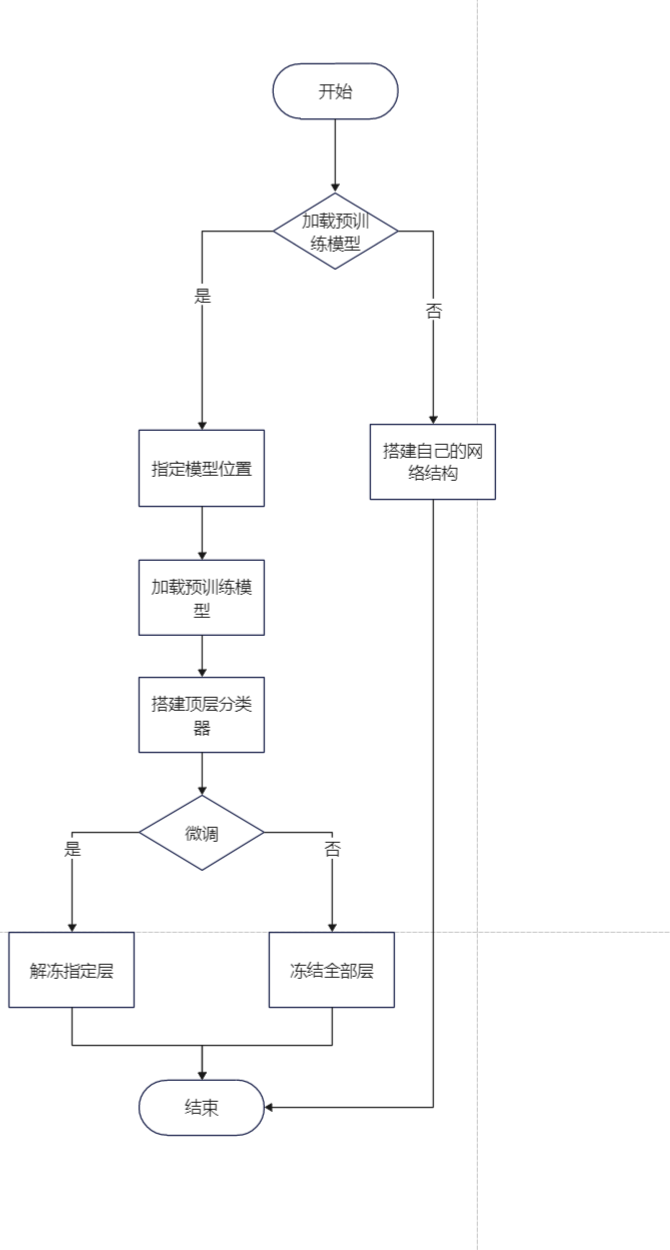 开始
加载预训
练模型
是
否
指定模型位置
搭建自己的网
络结构
加载预训练模
型
搭建顶层分类
器
微调
是
否
解冻指定层
冻结全部层
结束